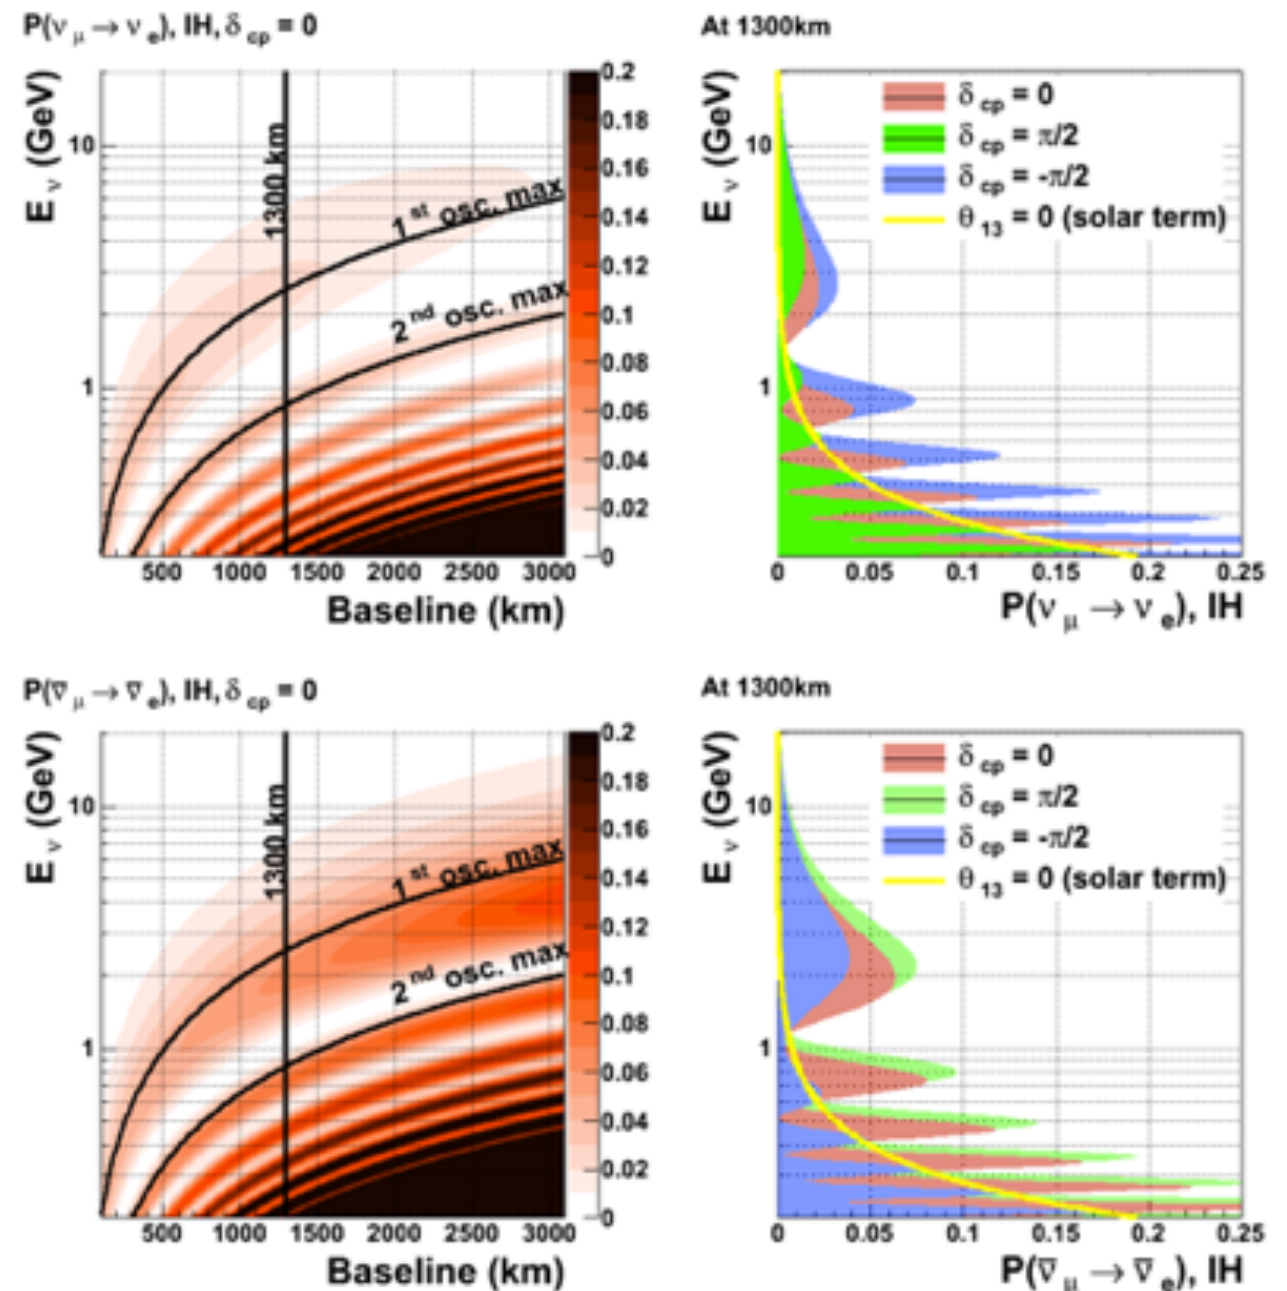 P(ν μ → ν e), IH, δ cp = 0
E ν (GeV)
10
1
1300 km
1st osc. max
2nd osc. max
0.2
0.18
0.16
0.14
0.12
0.1
0.08
0.06
0.04
0.02
0
500 1000 1500 2000 2500 3000
Baseline (km)
At 1300km
E ν (GeV)
10
1
δ cp = 0
δ cp = π/2
δ cp = -π/2
θ 13 = 0 (solar term)
0 0.05 0.1 0.15 0.2 0.25
P(ν μ → ν e), IH
P(ν̅ μ → ν̅ e), IH, δ cp = 0
E ν (GeV)
10
1
1300 km
1st osc. max
2nd osc. max
0.2
0.18
0.16
0.14
0.12
0.1
0.08
0.06
0.04
0.02
0
500 1000 1500 2000 2500 3000
Baseline (km)
At 1300km
E ν (GeV)
10
1
δ cp = 0
δ cp = π/2
δ cp = -π/2
θ 13 = 0 (solar term)
0 0.05 0.1 0.15 0.2 0.25
P(ν̅ μ → ν̅ e), IH